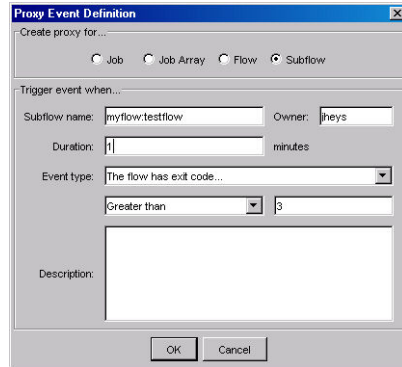 Proxy Event Definition
Create proxy for...
Job Job Array Flow Subflow
Trigger event when...
Subflow name: myflow:testflow Owner: jheys
Duration: 1 minutes
Event type: The flow has exit code...
Greater than 3
Description:
OK Cancel